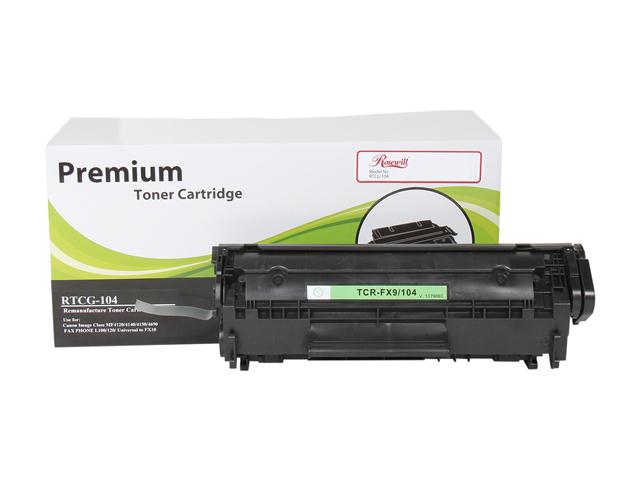 Premium
Toner Cartridge
Rosewill
Model No.
RTCG-104
RTCG-104
Remanufacture Toner Cart
Use for:
Canon Image Class MF4120/4140/4150/4690
FAX PHONE L100/120/ Universal to FX10
TCR-FX9/104